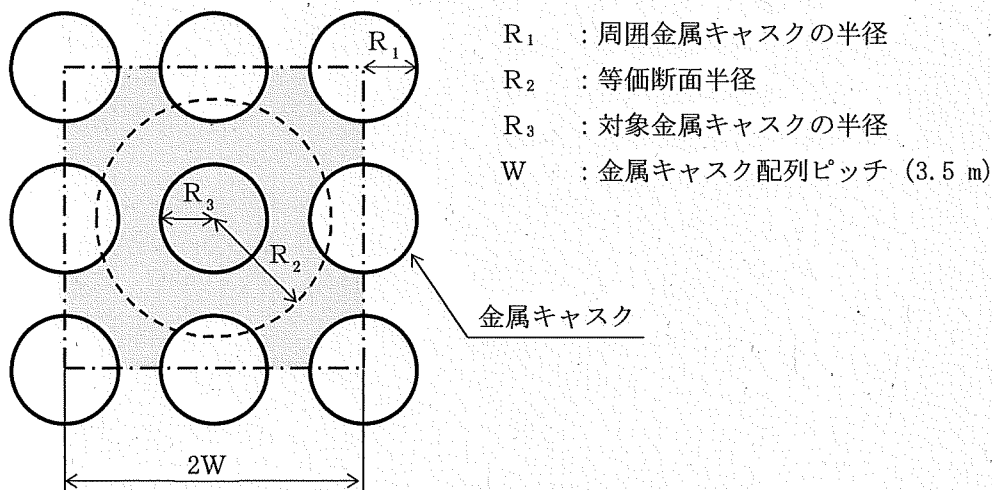 R₁ :周囲金属キャスクの半径
R₂ :等価断面半径
R₃ :対象金属キャスクの半径
W :金属キャスク配列ピッチ (3.5 m)
R₁
R₃
R₂
金属キャスク
2W